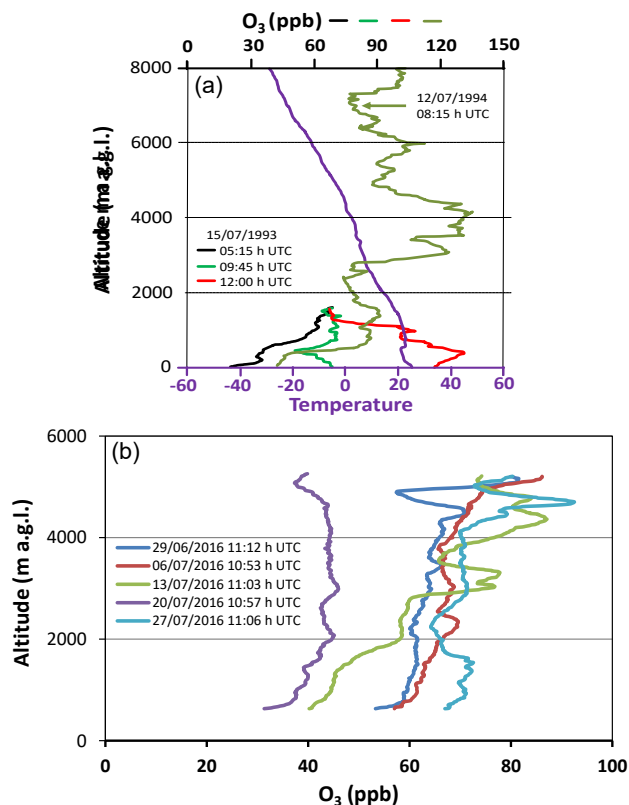 O3 (ppb)
30 60 90 120 150
(a)
8000
6000
4000
2000
0
Altitude (m a.g.l.)
12/07/1994
08:15 h UTC
15/07/1993
05:15 h UTC
09:45 h UTC
12:00 h UTC
-60 -40 -20 0 20 40 60
Temperature
(b)
6000
4000
2000
0
Altitude (m a.g.l.)
29/06/2016 11:12 h UTC
06/07/2016 10:53 h UTC
13/07/2016 11:03 h UTC
20/07/2016 10:57 h UTC
27/07/2016 11:06 h UTC
0 20 40 60 80 100
O3 (ppb)